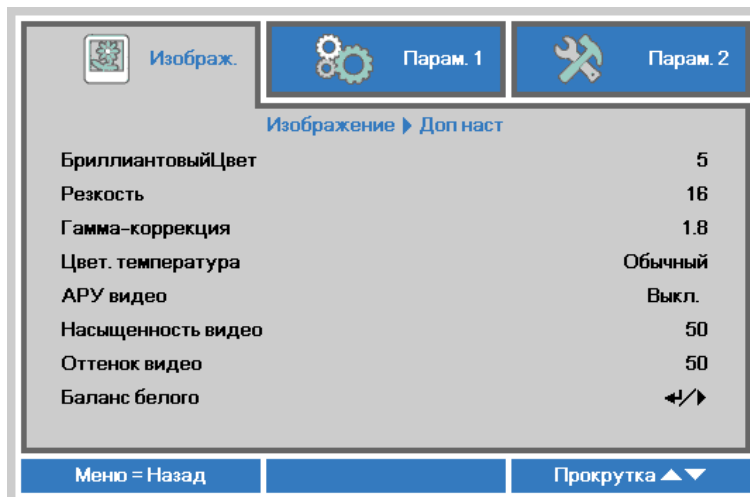 Изображ. Парам. 1 Парам. 2
Изображение Доп наст
БриллиантовыйЦвет 5
Резкость 16
Гамма-коррекция 1.8
Цвет. температура Обычный
АРУ видео Выкл.
Насыщенность видео 50
Оттенок видео 50
Баланс белого
Меню = Назад Прокрутка